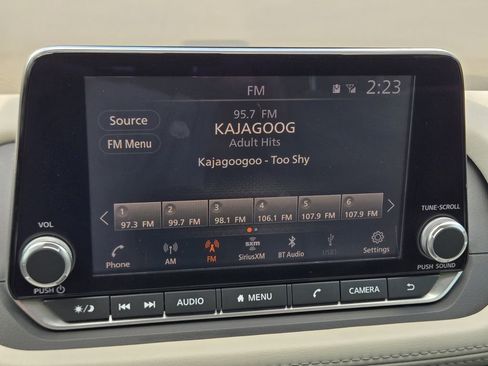 FM
2:23
95.7 FM
Source
KAJAGOOG
Adult Hits
FM Menu
Kajagoogoo - Too Shy
1 2 3 4 5 6
97.3 FM 99.7 FM 98.1 FM 106.1 FM 107.9 FM 107.9 FM
VOL
TUNE•SCROLL
Phone
AM
FM
sxm
SiriusXM
BT Audio
USB1
Settings
PUSH
PUSH SOUND
AUDIO
MENU
CAMERA